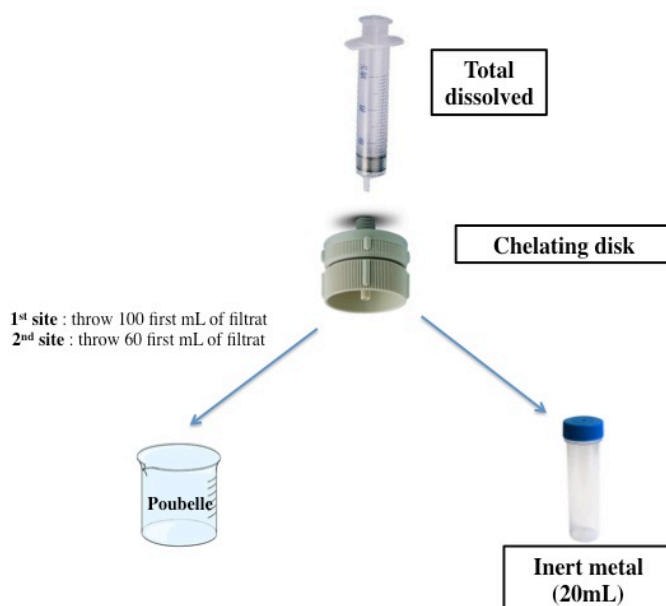 Total
dissolved
Chelating disk
1st site : throw 100 first mL of filtrat
2nd site : throw 60 first mL of filtrat
Poubelle
Inert metal
(20mL)